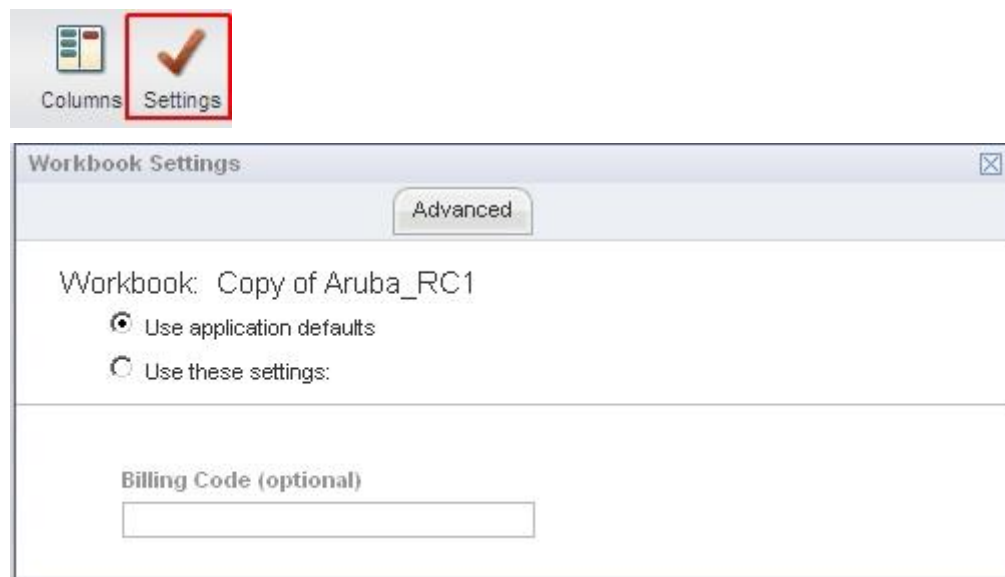 Columns Settings
Workbook Settings
Advanced
Workbook: Copy of Aruba_RC1
Use application defaults
Use these settings:
Billing Code (optional)